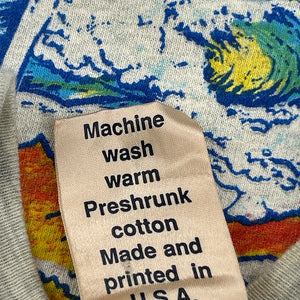 Machine
wash
warm
Preshrunk
cotton
Made and
printed in
U.S.A.